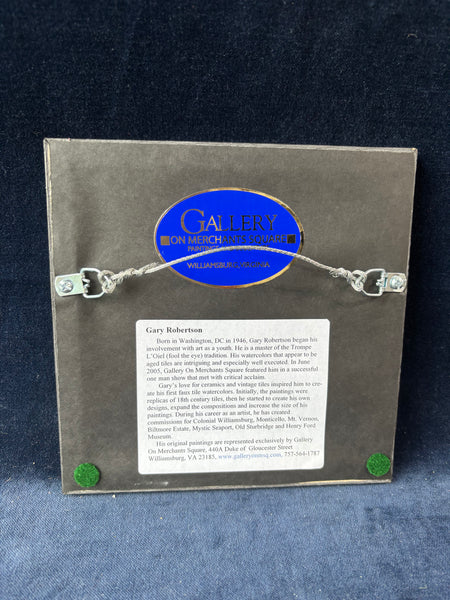 GALLERY
ON MERCHANTS SQUARE
PAINTINGS
WILLIAMSBURG, VIRGINIA
Gary Robertson
Born in Washington, DC in 1946, Gary Robertson began his
involvement with art as a youth. He is a master of the Trompe
L'Oiel (fool the eye) tradition. His watercolors that appear to be
aged tiles are intriguing and especially well executed. In June
2005, Gallery On Merchants Square featured him in a successful
one man show that met with critical acclaim.
Gary's love for ceramics and vintage tiles inspired him to cre-
ate his first faux tile watercolors. Initially, the paintings were
replicas of 18th century tiles, then he started to create his own
designs, expand the compositions and increase the size of his
paintings. During his career as an artist, he has created
commissions for Colonial Williamsburg, Monticello, Mt. Vernon,
Biltmore Estate, Mystic Seaport, Old Sturbridge and Henry Ford
Museum.
His original paintings are represented exclusively by Gallery
On Merchants Square, 440A Duke of Gloucester Street
Williamsburg, VA 23185, www.galleryonmsq.com, 757-564-1787